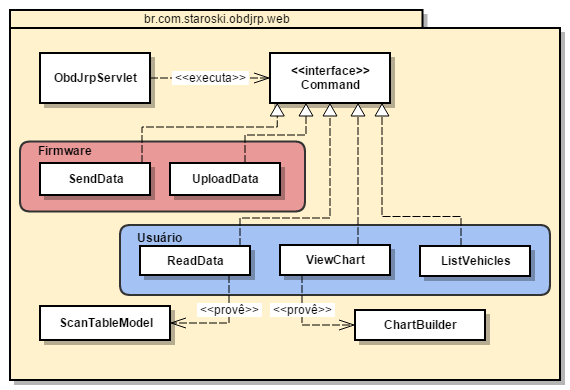 br.com.staroski.obdjrp.web
ObdJrpServlet
<<executa>>
<<interface>>
Command
Firmware
SendData
UploadData
Usuário
ReadData
ViewChart
ListVehicles
<<provê>>
<<provê>>
ScanTableModel
ChartBuilder